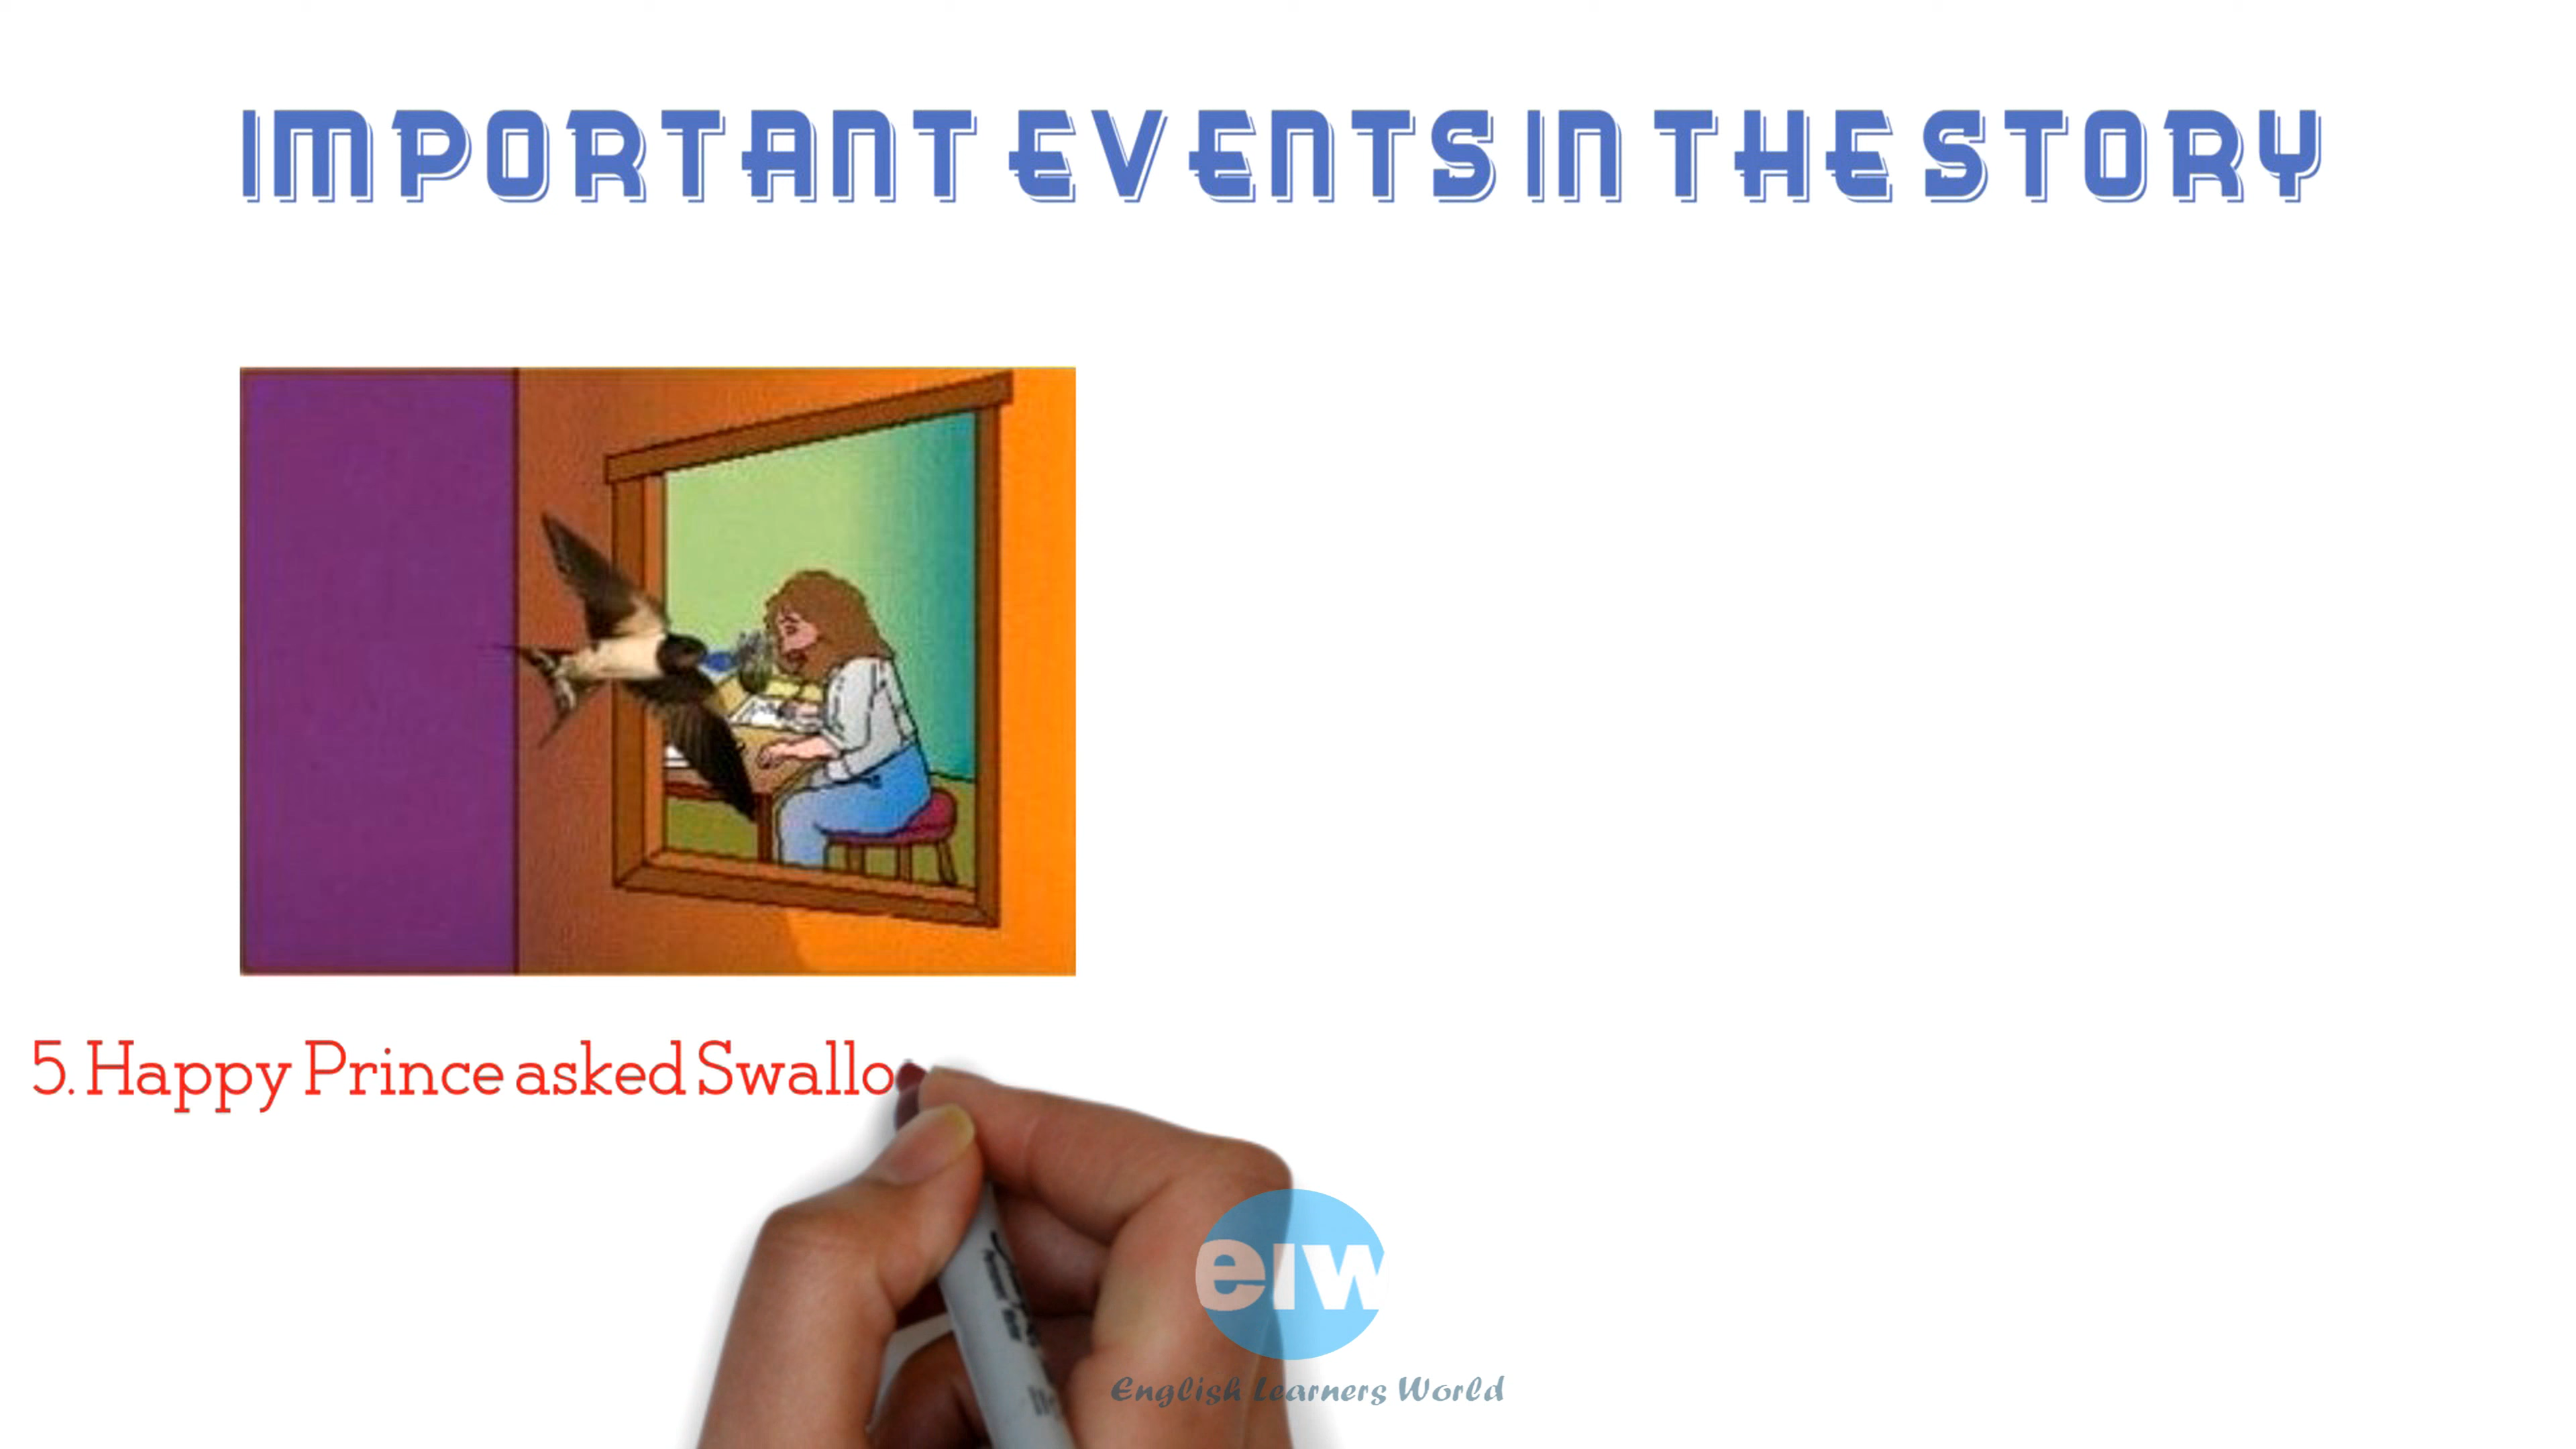 IMPORTANT EVENTS IN THE STORY
5. Happy Prince asked Swallo
eIW
English Learners World